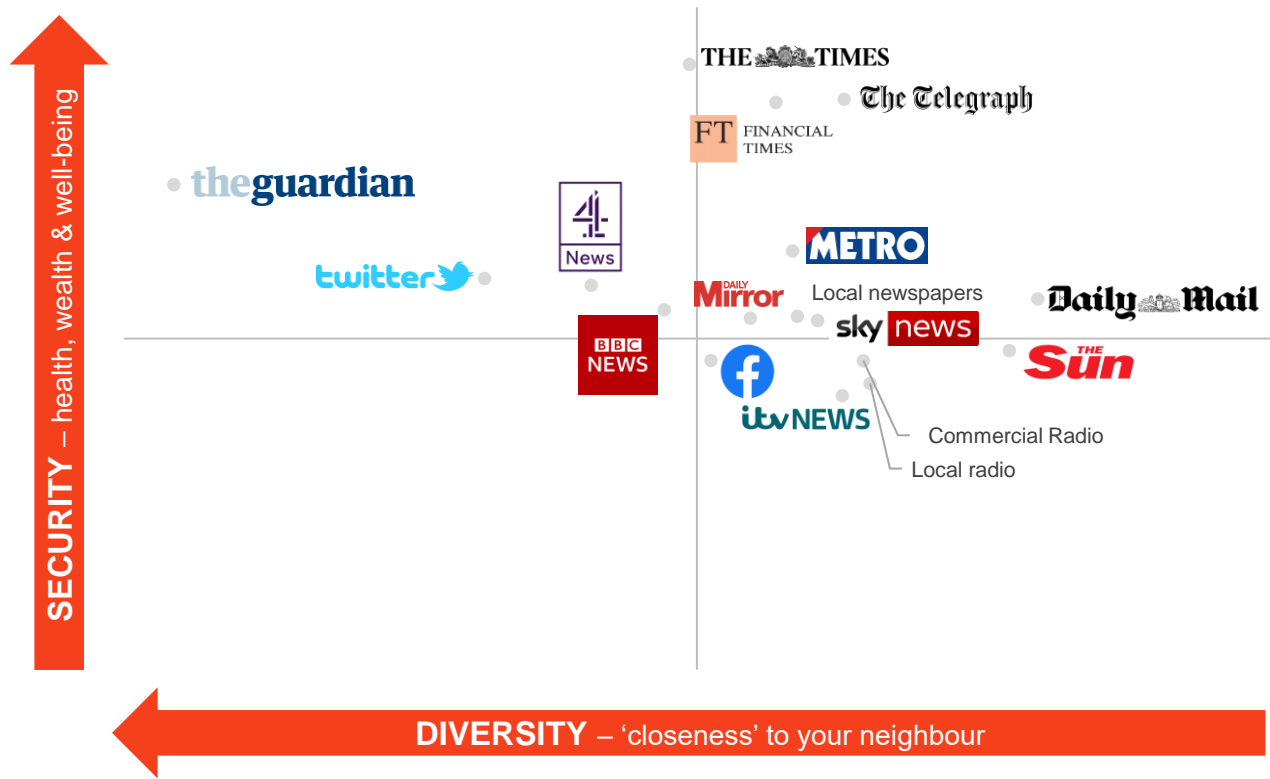 SECURITY – health, wealth & well-being
THE TIMES
The Telegraph
FT FINANCIAL
TIMES
theguardian
4
News
METRO
twitter
DAILY
Mirror
Local newspapers
Daily Mail
sky news
BBC
NEWS
THE
Sun
f
itv NEWS
Commercial Radio
Local radio
DIVERSITY – ‘closeness’ to your neighbour